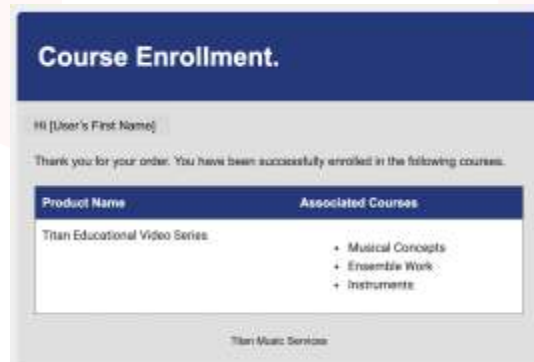 Course Enrollment.
Hi [User's First Name]
Thank you for your order. You have been successfully enrolled in the following courses.
Product Name Associated Courses
Titan Educational Video Series
• Musical Concepts
• Ensemble Work
• Instruments
Titan Music Services